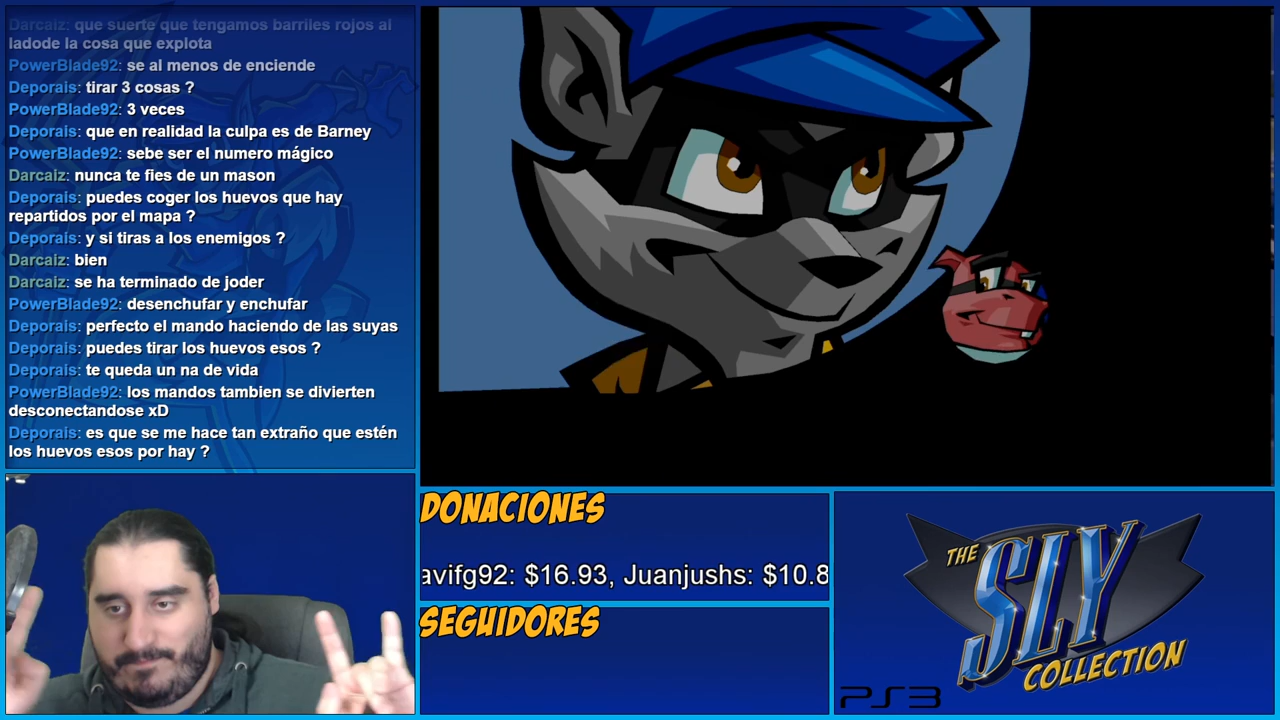 Darcaiz: que suerte que tengamos barriles rojos al
ladode la cosa que explota
PowerBlade92: se al menos de enciende
Deporais: tirar 3 cosas ?
PowerBlade92: 3 veces
Deporais: que en realidad la culpa es de Barney
PowerBlade92: sebe ser el numero mágico
Darcaiz: nunca te fies de un mason
Deporais: puedes coger los huevos que hay
repartidos por el mapa ?
Deporais: y si tiras a los enemigos ?
Darcaiz: bien
Darcaiz: se ha terminado de joder
PowerBlade92: desenchufar y enchufar
Deporais: perfecto el mando haciendo de las suyas
Deporais: puedes tirar los huevos esos ?
Deporais: te queda un na de vida
PowerBlade92: los mandos tambien se divierten
desconectandose xD
Deporais: es que se me hace tan extraño que estén
los huevos esos por hay ?
DONACIONES
avifg92: $16.93, Juanjushs: $10.8
SEGUIDORES
THE
SLY
COLLECTION
PS3